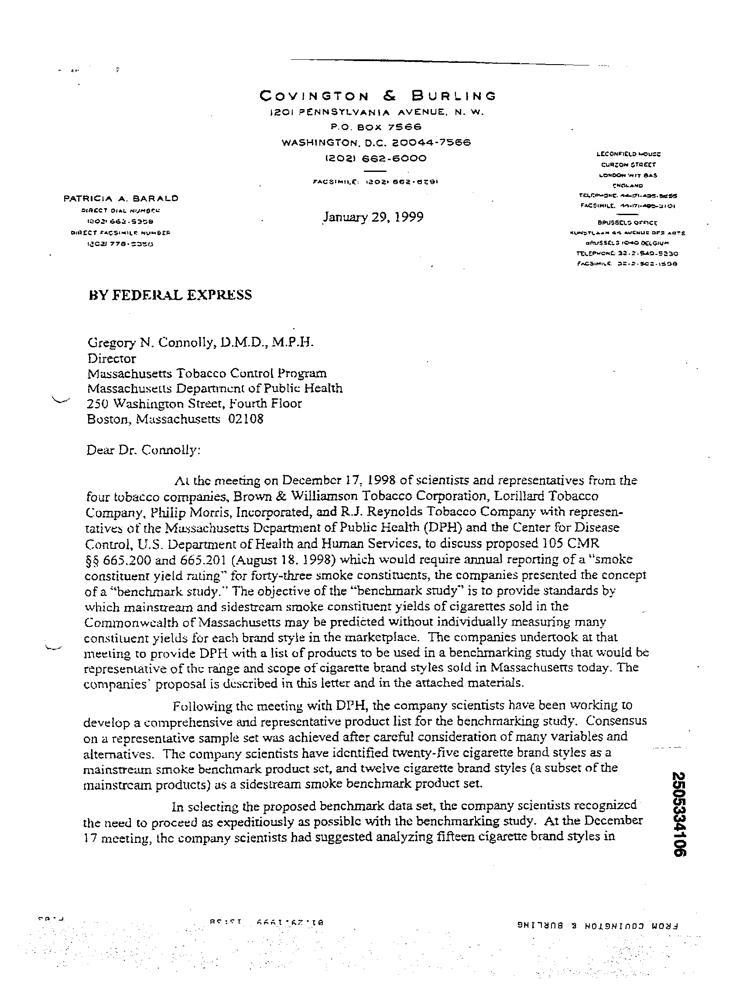 COVINGTON & BURLING
1201 PENNSYLVANIA AVENUE, N. W.
P.O. BOX 7566
WASHINGTON, D.C. 20044-7566
(202) 662-6000
FACSIMILE: (202) 662-6291
LECONFIELD HOUSE
CURZON STREET
LONDON W1Y 8AS
ENGLAND
TELEPHONE: 44-171-495-5655
FACSIMILE: 44-171-495-3101
BRUSSELS OFFICE
KUNSTLAAN 44 AVENUE DES ARTS
BRUSSELS 1040 BELGIUM
TELEPHONE: 32-2-549-5230
FACSIMILE: 32-2-502-1598
PATRICIA A. BARALD
DIRECT DIAL NUMBER
(202) 662-5358
DIRECT FACSIMILE NUMBER
(202) 778-5358
January 29, 1999
BY FEDERAL EXPRESS
Gregory N. Connolly, D.M.D., M.P.H.
Director
Massachusetts Tobacco Control Program
Massachusetts Department of Public Health
250 Washington Street, Fourth Floor
Boston, Massachusetts 02108
Dear Dr. Connolly:
At the meeting on December 17, 1998 of scientists and representatives from the
four tobacco companies, Brown & Williamson Tobacco Corporation, Lorillard Tobacco
Company, Philip Morris, Incorporated, and R.J. Reynolds Tobacco Company with represen-
tatives of the Massachusetts Department of Public Health (DPH) and the Center for Disease
Control, U.S. Department of Health and Human Services, to discuss proposed 105 CMR
§§ 665.200 and 665.201 (August 18, 1998) which would require annual reporting of a "smoke
constituent yield rating" for forty-three smoke constituents, the companies presented the concept
of a "benchmark study." The objective of the "benchmark study" is to provide standards by
which mainstream and sidestream smoke constituent yields of cigarettes sold in the
Commonwealth of Massachusetts may be predicted without individually measuring many
constituent yields for each brand style in the marketplace. The companies undertook at that
meeting to provide DPH with a list of products to be used in a benchmarking study that would be
representative of the range and scope of cigarette brand styles sold in Massachusetts today. The
companies' proposal is described in this letter and in the attached materials.
Following the meeting with DPH, the company scientists have been working to
develop a comprehensive and representative product list for the benchmarking study. Consensus
on a representative sample set was achieved after careful consideration of many variables and
alternatives. The company scientists have identified twenty-five cigarette brand styles as a
mainstream smoke benchmark product set, and twelve cigarette brand styles (a subset of the
mainstream products) as a sidestream smoke benchmark product set.
In selecting the proposed benchmark data set, the company scientists recognized
the need to proceed as expeditiously as possible with the benchmarking study. At the December
17 meeting, the company scientists had suggested analyzing fifteen cigarette brand styles in
2505334106
FROM COVINGTON & BURLING
01.29.1999